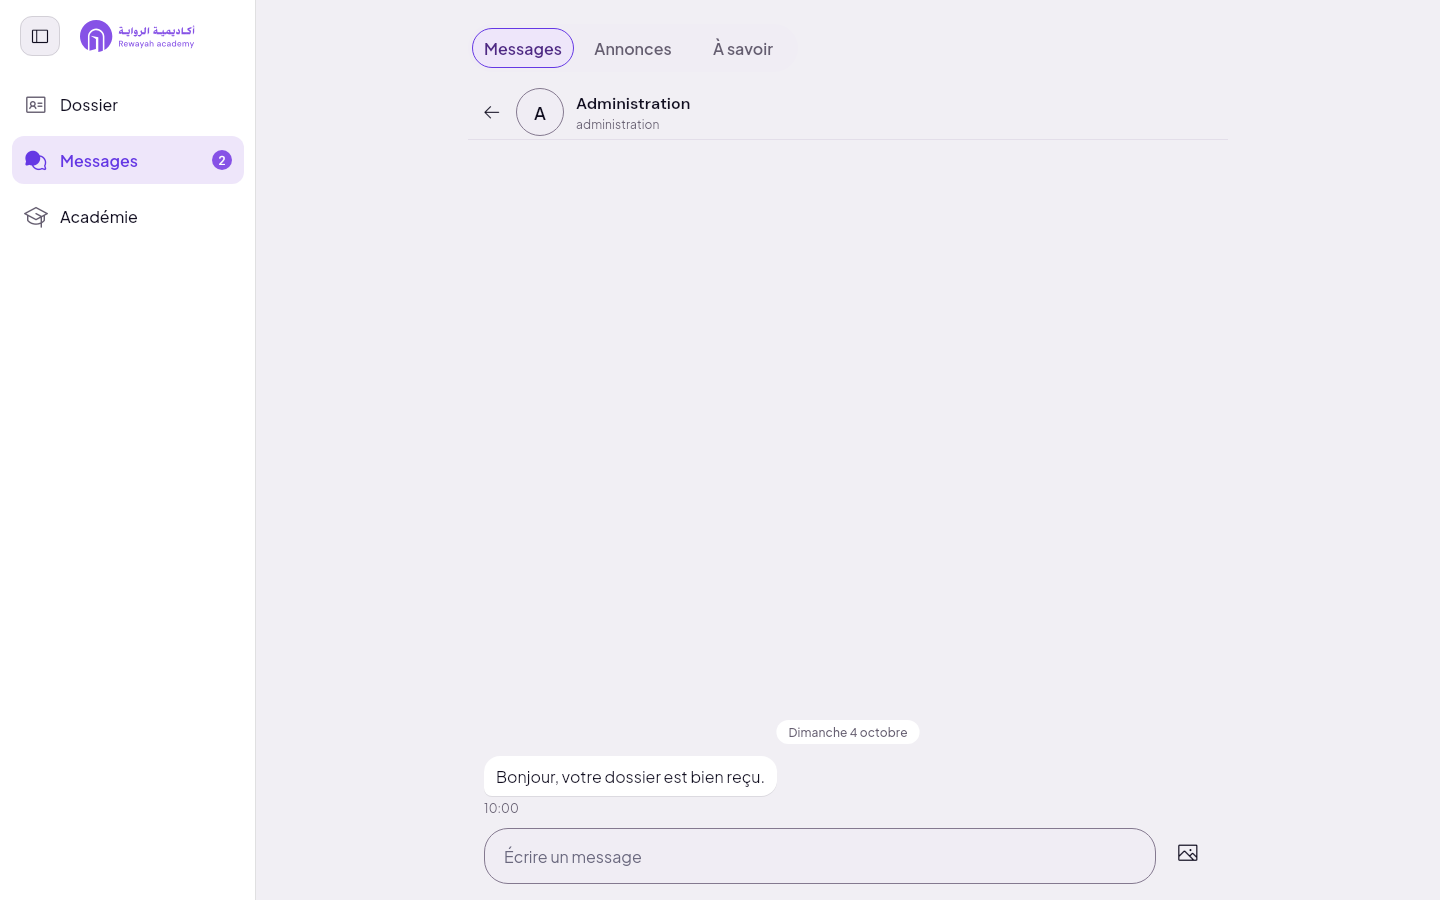 أكاديمية الرواية
Rewayah academy
Dossier
Messages 2
Académie
Messages Annonces À savoir
A
Administration
administration
Dimanche 4 octobre
Bonjour, votre dossier est bien reçu.
10:00
Écrire un message